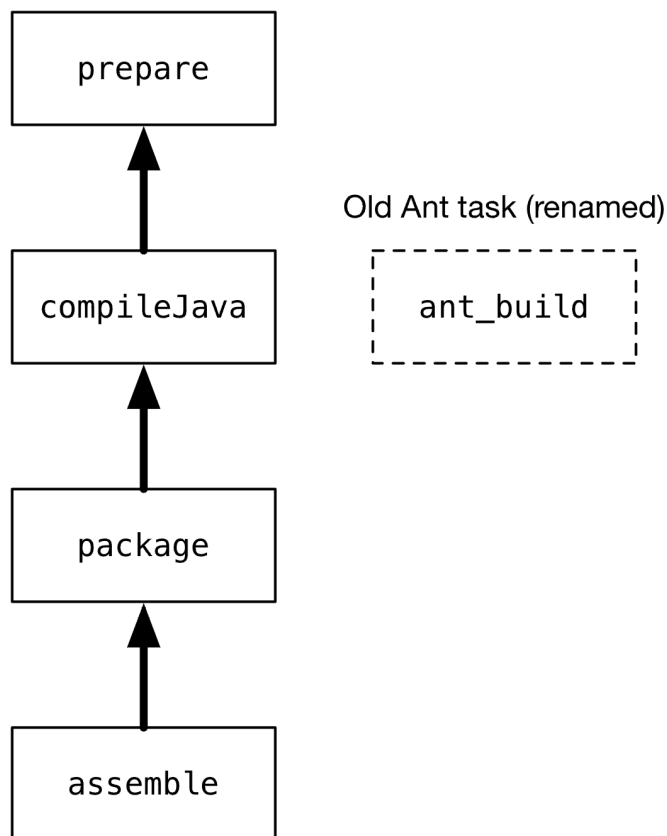 prepare
Old Ant task (renamed)
compileJava
ant_build
package
assemble